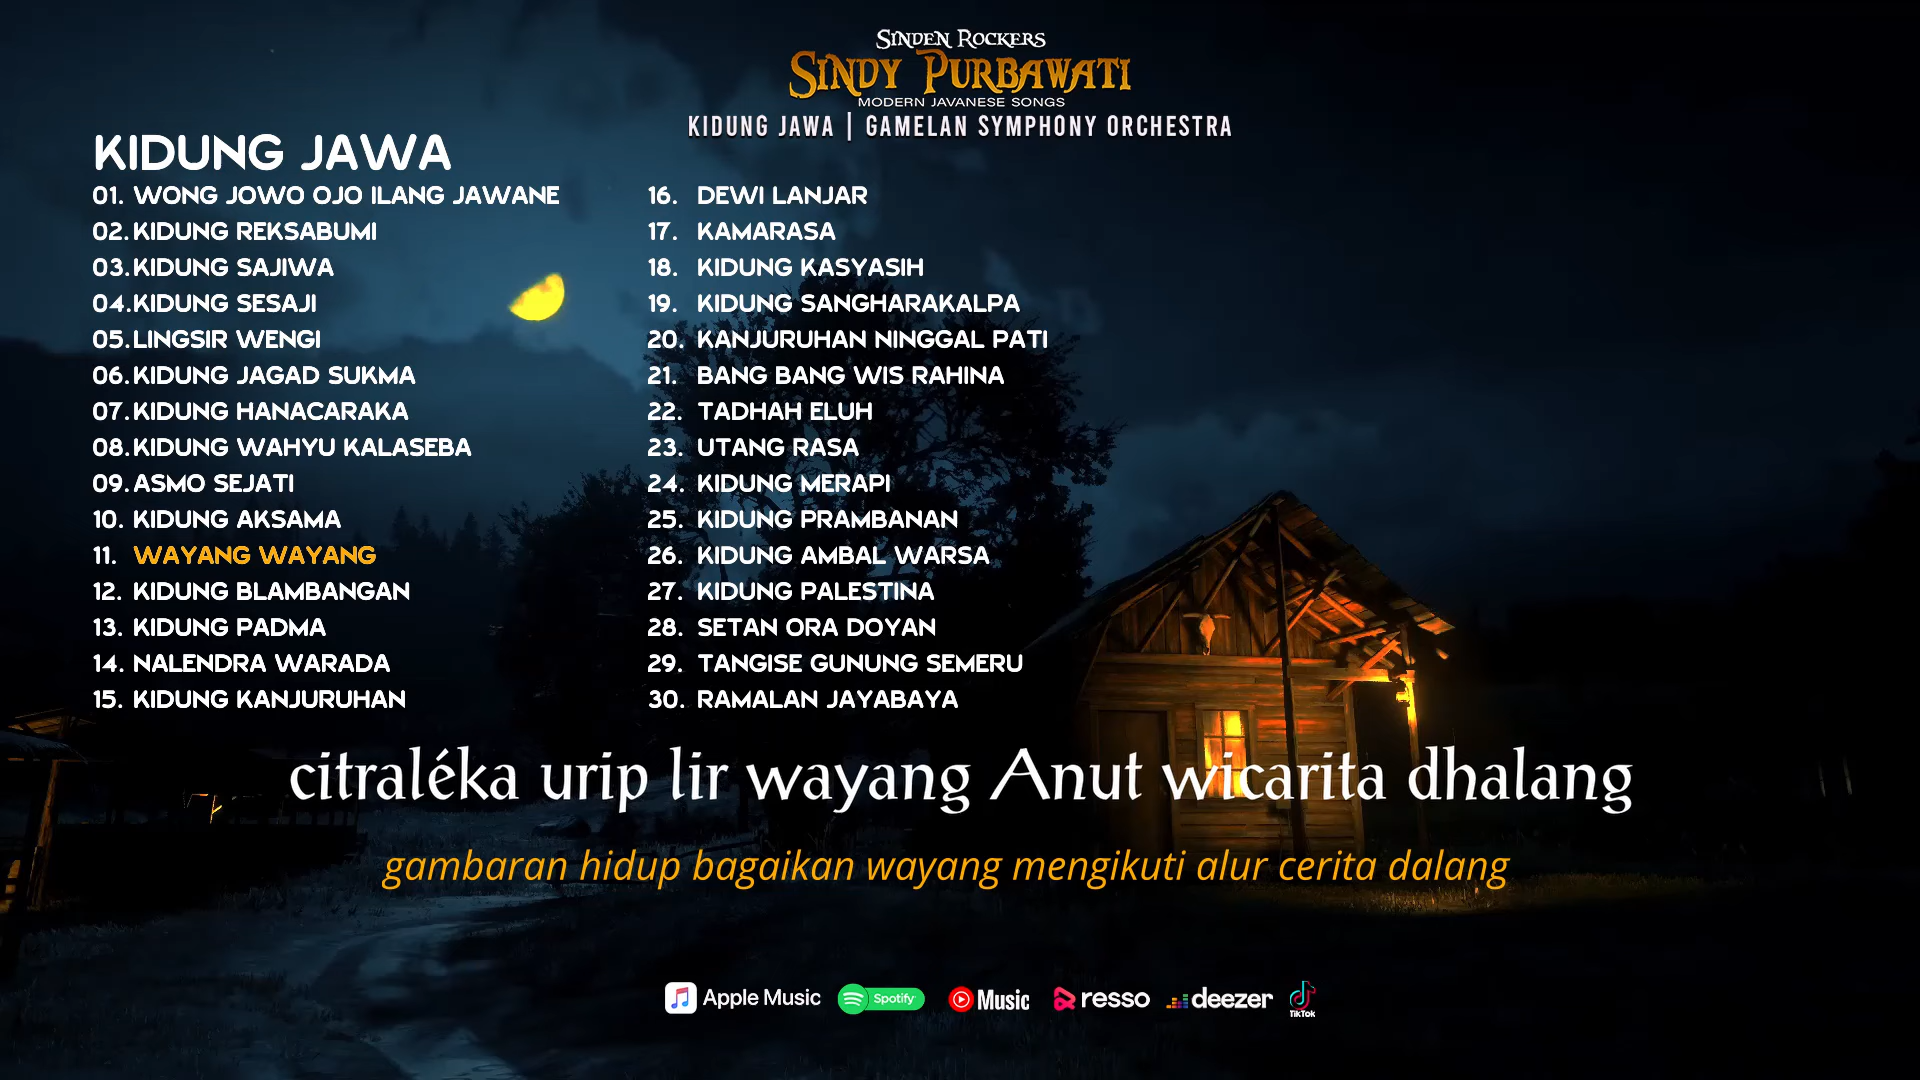 SINDEN ROCKERS
SINDY PURBAWATI
MODERN JAVANESE SONGS
KIDUNG JAWA | GAMELAN SYMPHONY ORCHESTRA
KIDUNG JAWA
01. WONG JOWO OJO ILANG JAWANE
02. KIDUNG REKSABUMI
03. KIDUNG SAJIWA
04. KIDUNG SESAJI
05. LINGSIR WENGI
06. KIDUNG JAGAD SUKMA
07. KIDUNG HANACARAKA
08. KIDUNG WAHYU KALASEBA
09. ASMO SEJATI
10. KIDUNG AKSAMA
11. WAYANG WAYANG
12. KIDUNG BLAMBANGAN
13. KIDUNG PADMA
14. NALENDRA WARADA
15. KIDUNG KANJURUHAN
16. DEWI LANJAR
17. KAMARASA
18. KIDUNG KASYASIH
19. KIDUNG SANGHARAKALPA
20. KANJURUHAN NINGGAL PATI
21. BANG BANG WIS RAHINA
22. TADHAH ELUH
23. UTANG RASA
24. KIDUNG MERAPI
25. KIDUNG PRAMBANAN
26. KIDUNG AMBAL WARSA
27. KIDUNG PALESTINA
28. SETAN ORA DOYAN
29. TANGISE GUNUNG SEMERU
30. RAMALAN JAYABAYA
citraléka urip lir wayang Anut wicarita dhalang
gambaran hidup bagaikan wayang mengikuti alur cerita dalang
Apple Music Spotify Music resso deezer TikTok